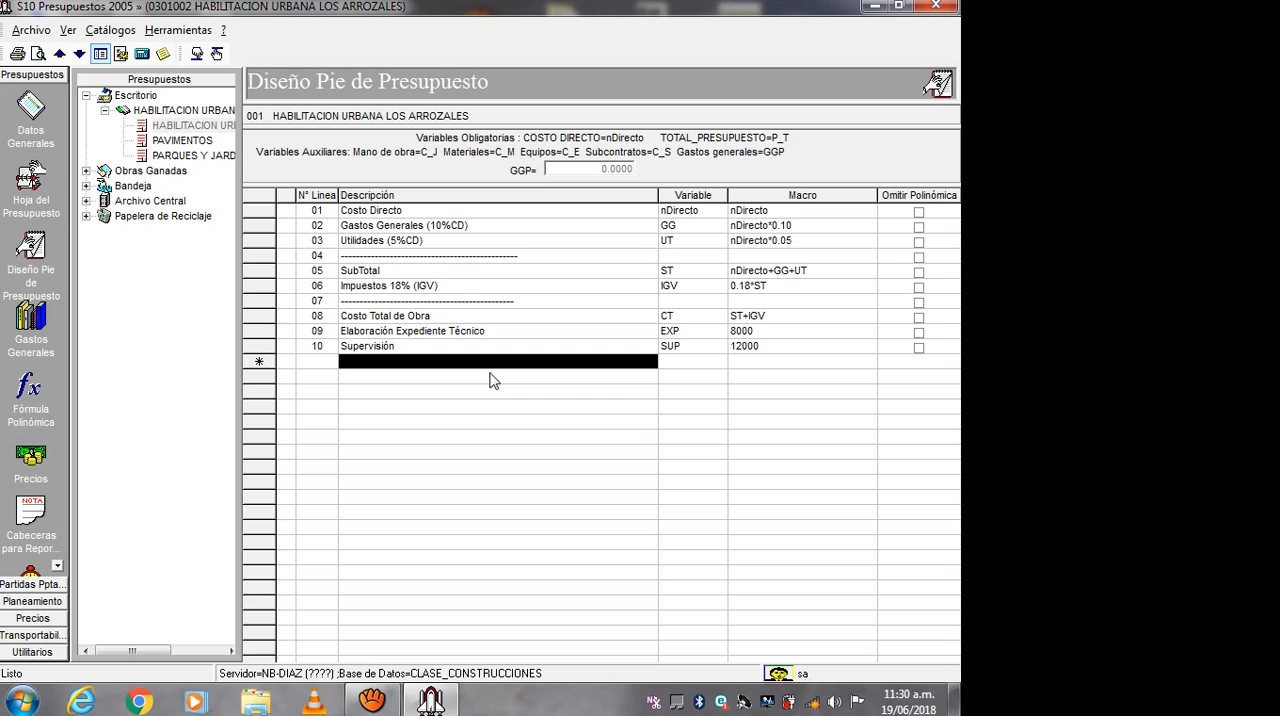 S10 Presupuestos 2005 » (0301002 HABILITACION URBANA LOS ARROZALES)
Archivo Ver Catálogos Herramientas ?
Presupuestos
Datos
Generales
Hoja del
Presupuesto
Diseño Pie
de
Presupuesto
Gastos
Generales
fx
Fórmula
Polinómica
Precios
NOTA
Cabeceras
para Repor...
Partidas Ppta...
Planeamiento
Precios
Transportabil...
Utilitarios
Presupuestos
Escritorio
HABILITACION URBAN
HABILITACION URI
PAVIMENTOS
PARQUES Y JARD
Obras Ganadas
Bandeja
Archivo Central
Papelera de Reciclaje
Diseño Pie de Presupuesto
001 HABILITACION URBANA LOS ARROZALES
Variables Obligatorias : COSTO DIRECTO=nDirecto TOTAL_PRESUPUESTO=P_T
Variables Auxiliares: Mano de obra=C_J Materiales=C_M Equipos=C_E Subcontratos=C_S Gastos generales=GGP
GGP= 0.0000
N° Linea Descripción Variable Macro Omitir Polinómica
01 Costo Directo nDirecto nDirecto
02 Gastos Generales (10%CD) GG nDirecto*0.10
03 Utilidades (5%CD) UT nDirecto*0.05
04 -----------------------------------------------
05 SubTotal ST nDirecto+GG+UT
06 Impuestos 18% (IGV) IGV 0.18*ST
07 ----------------------------------------------
08 Costo Total de Obra CT ST+IGV
09 Elaboración Expediente Técnico EXP 8000
10 Supervisión SUP 12000
Listo Servidor=NB-DIAZ (????) ;Base de Datos=CLASE_CONSTRUCCIONES sa
11:30 a.m.
19/06/2018